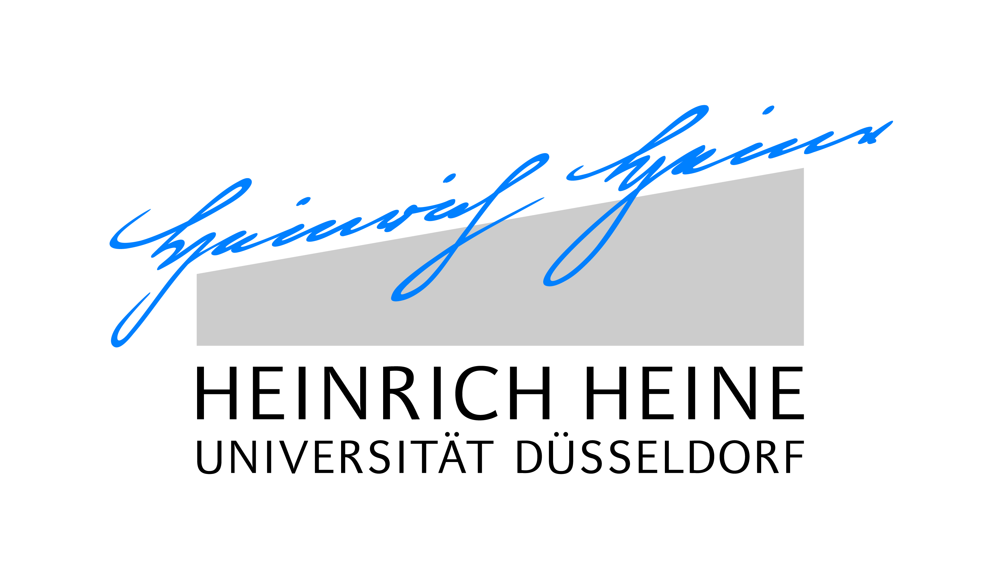 Heinrich Heine
HEINRICH HEINE
UNIVERSITÄT DÜSSELDORF